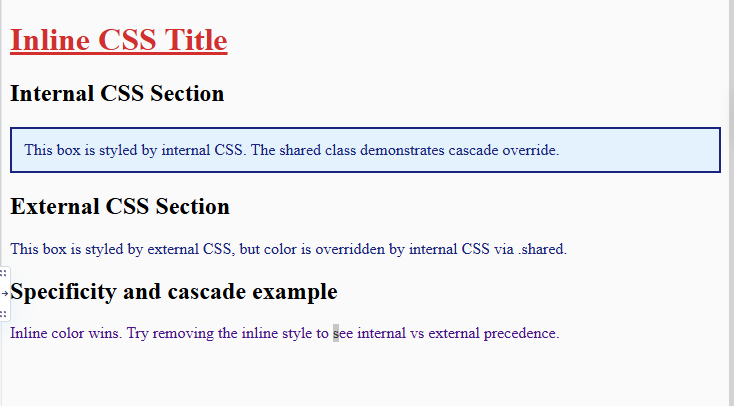 Inline CSS Title
Internal CSS Section
This box is styled by internal CSS. The shared class demonstrates cascade override.
External CSS Section
This box is styled by external CSS, but color is overridden by internal CSS via .shared.
Specificity and cascade example
Inline color wins. Try removing the inline style to see internal vs external precedence.